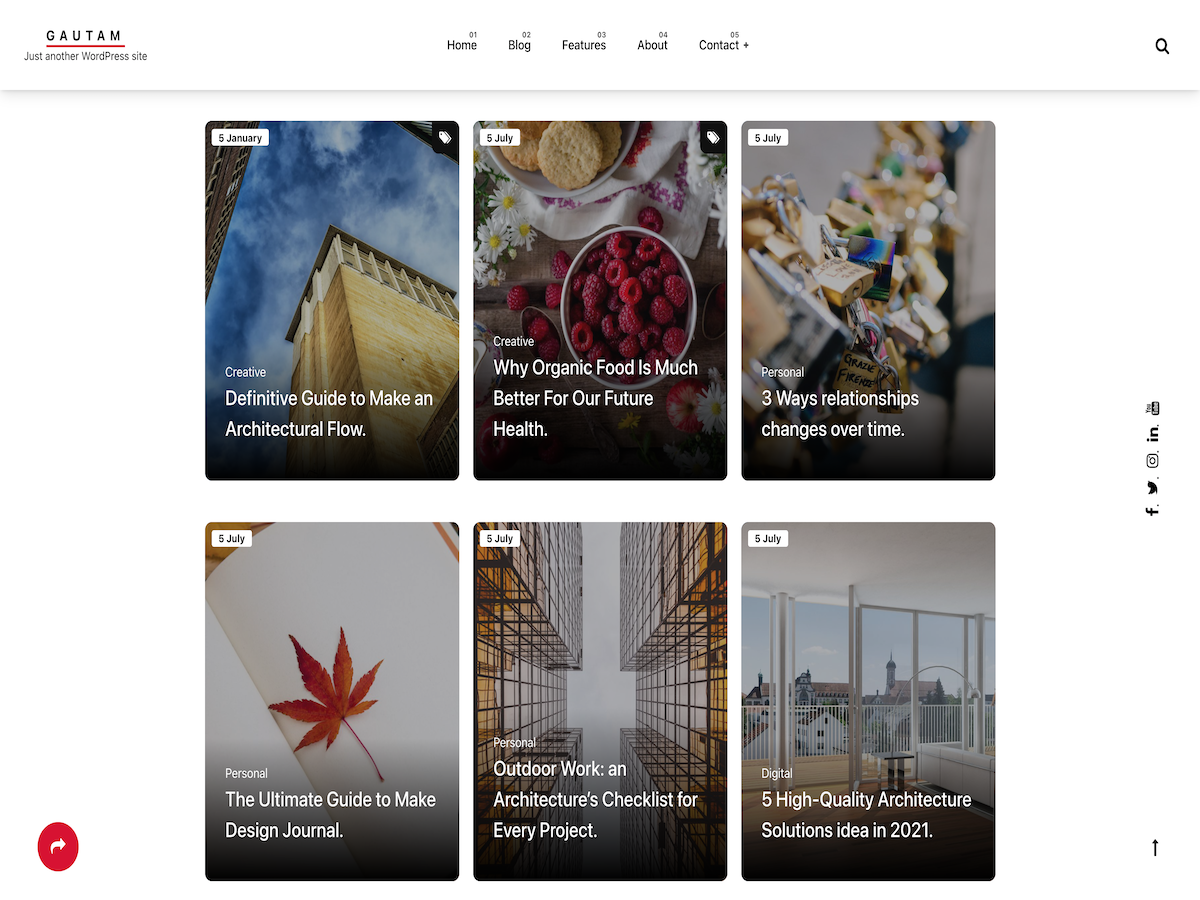 GAUTAM
Just another WordPress site
01
Home
02
Blog
03
Features
04
About
05
Contact +
5 January
Creative
Definitive Guide to Make an
Architectural Flow.
5 July
Creative
Why Organic Food Is Much
Better For Our Future
Health.
5 July
GRAZIE
FIRENZE
Personal
3 Ways relationships
changes over time.
5 July
Personal
The Ultimate Guide to Make
Design Journal.
5 July
Personal
Outdoor Work: an
Architecture's Checklist for
Every Project.
5 July
Digital
5 High-Quality Architecture
Solutions idea in 2021.